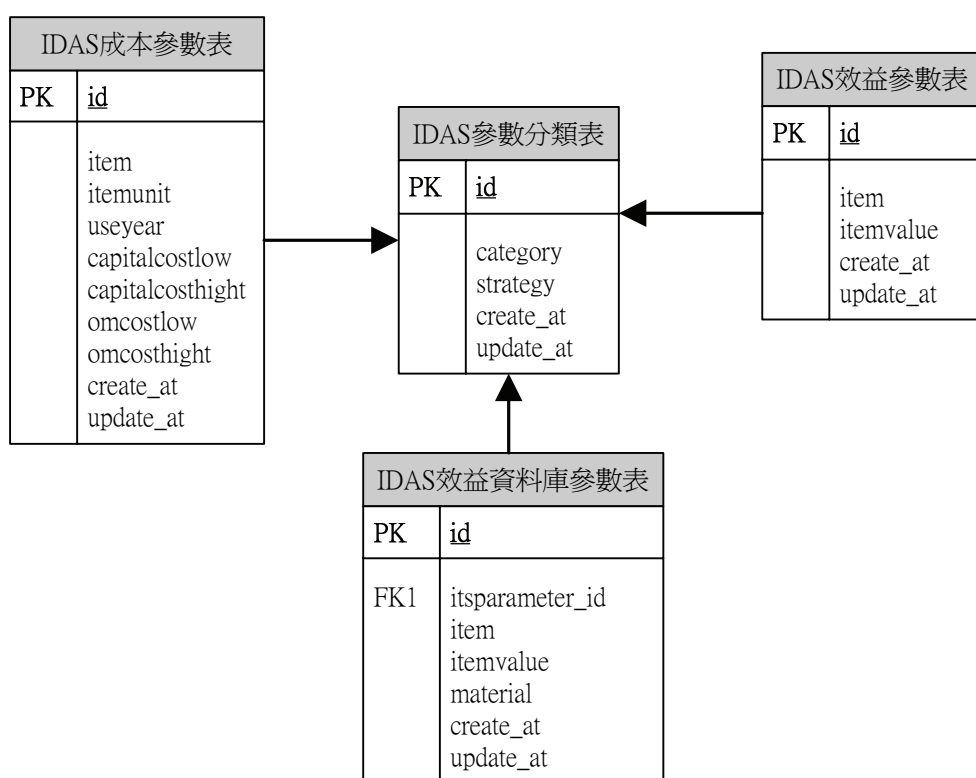 IDAS成本參數表
PK id
item
itemunit
useyear
capitalcostlow
capitalcosthight
omcostlow
omcosthight
create_at
update_at
IDAS參數分類表
PK id
category
strategy
create_at
update_at
IDAS效益參數表
PK id
item
itemvalue
create_at
update_at
IDAS效益資料庫參數表
PK id
FK1 itsparameter_id
item
itemvalue
material
create_at
update_at